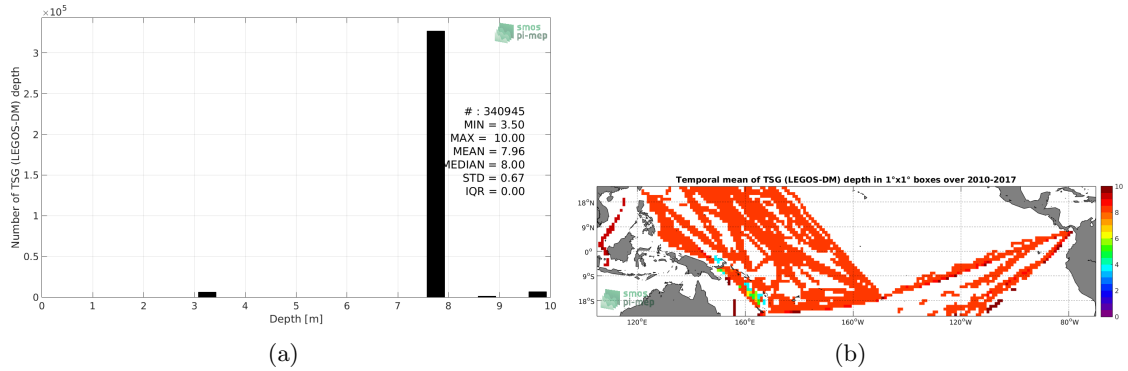 ×10⁵
smos
pi-mep
Number of TSG (LEGOS-DM) depth
3
2.5
2
1.5
1
0.5
0
# : 340945
MIN = 3.50
MAX = 10.00
MEAN = 7.96
MEDIAN = 8.00
STD = 0.67
IQR = 0.00
0 1 2 3 4 5 6 7 8 9 10
Depth [m]
(a)
Temporal mean of TSG (LEGOS-DM) depth in 1°x1° boxes over 2010-2017
18°N
9°N
0°
9°S
18°S
smos
pi-mep
120°E 160°E 160°W 120°W 80°W
10
8
6
4
2
0
(b)